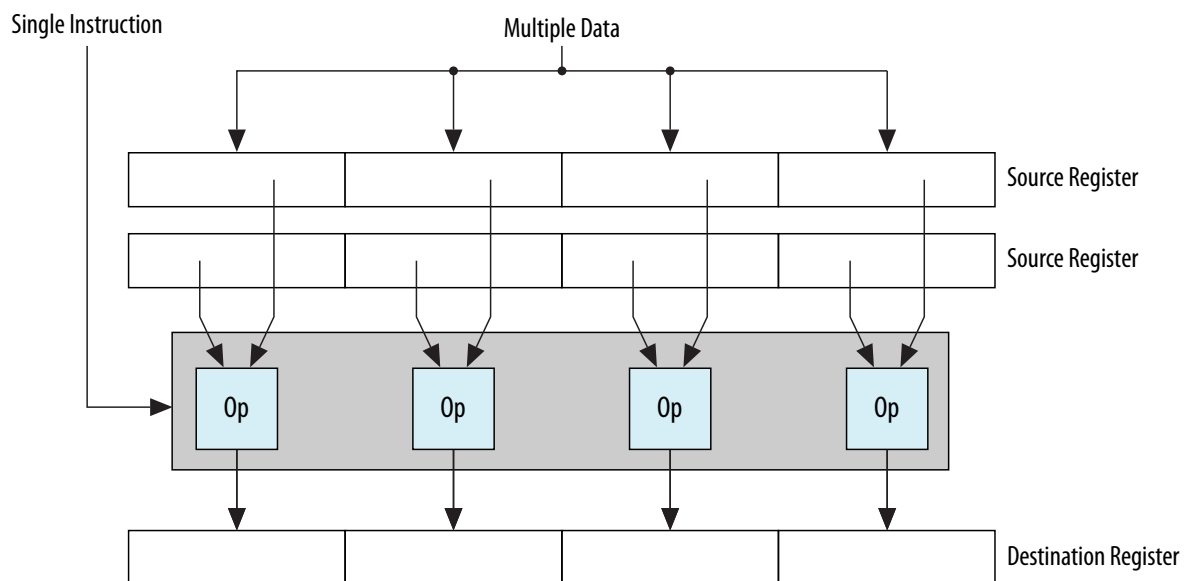 Single Instruction
Multiple Data
Source Register
Source Register
Op Op Op Op
Destination Register